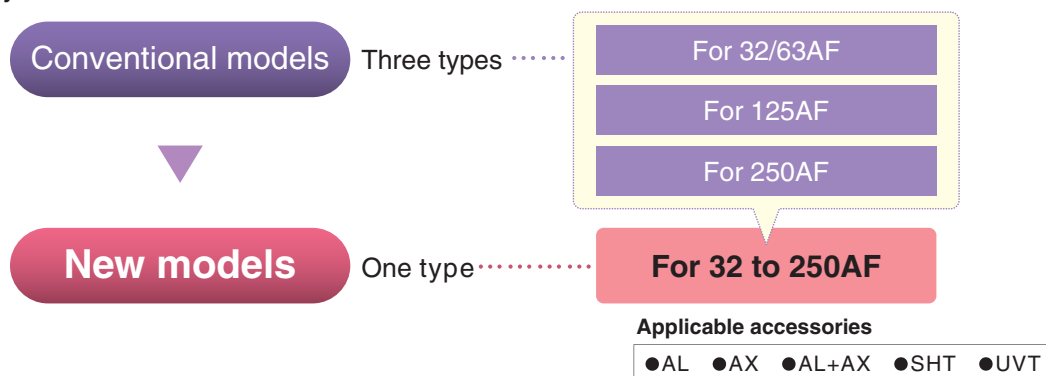 Conventional models
Three types
For 32/63AF
For 125AF
For 250AF
New models
One type
For 32 to 250AF
Applicable accessories
●AL ●AX ●AL+AX ●SHT ●UVT